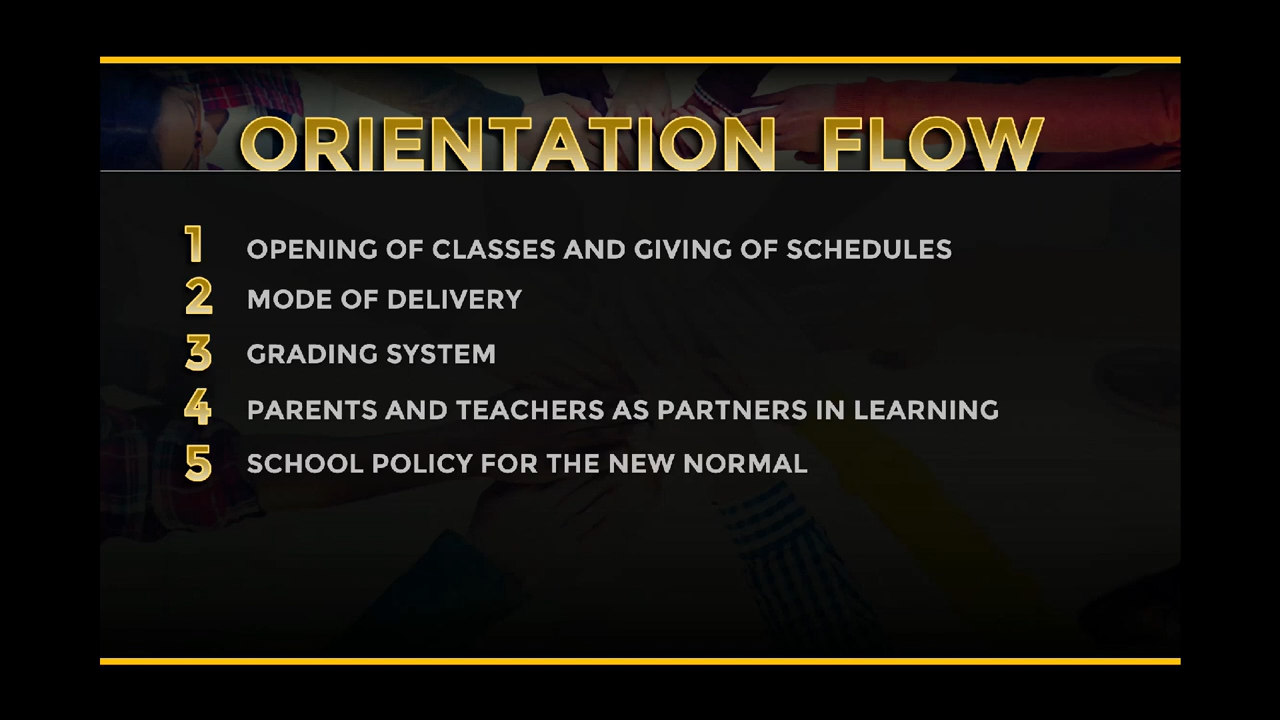 ORIENTATION FLOW
1 OPENING OF CLASSES AND GIVING OF SCHEDULES
2 MODE OF DELIVERY
3 GRADING SYSTEM
4 PARENTS AND TEACHERS AS PARTNERS IN LEARNING
5 SCHOOL POLICY FOR THE NEW NORMAL